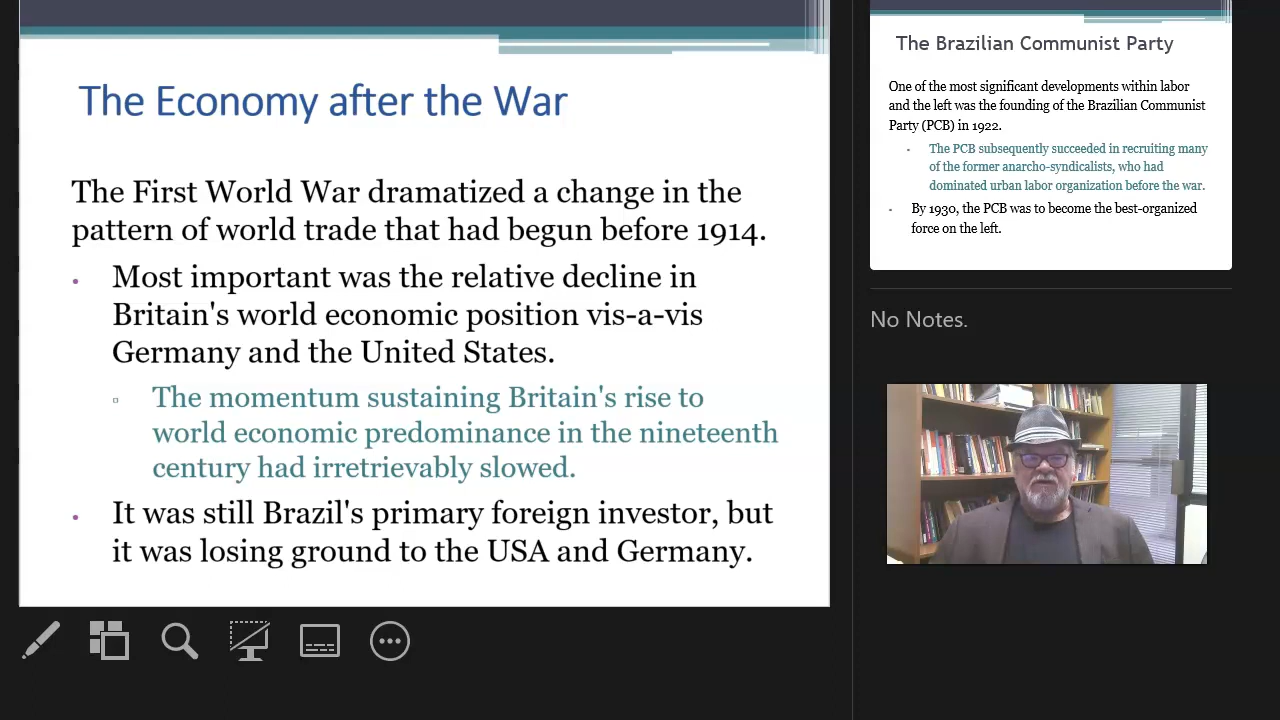 The Economy after the War
The First World War dramatized a change in the
pattern of world trade that had begun before 1914.
Most important was the relative decline in
Britain's world economic position vis-a-vis
Germany and the United States.
The momentum sustaining Britain's rise to
world economic predominance in the nineteenth
century had irretrievably slowed.
It was still Brazil's primary foreign investor, but
it was losing ground to the USA and Germany.
The Brazilian Communist Party
One of the most significant developments within labor
and the left was the founding of the Brazilian Communist
Party (PCB) in 1922.
The PCB subsequently succeeded in recruiting many
of the former anarcho-syndicalists, who had
dominated urban labor organization before the war.
By 1930, the PCB was to become the best-organized
force on the left.
No Notes.